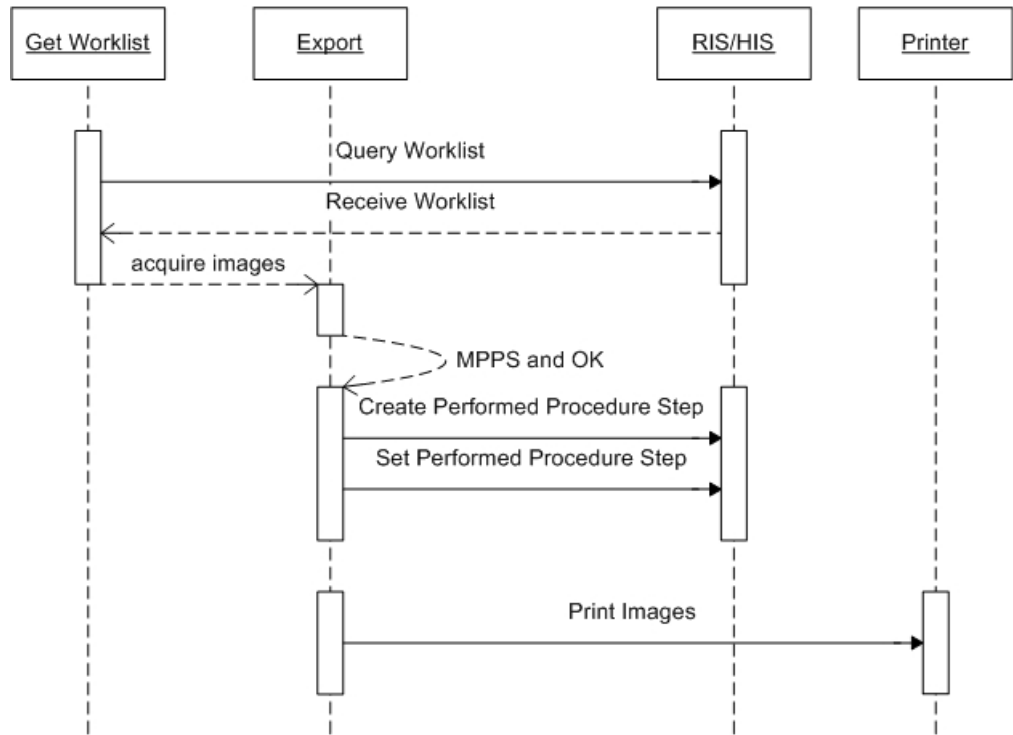 Get Worklist
Export
RIS/HIS
Printer
Query Worklist
Receive Worklist
acquire images
MPPS and OK
Create Performed Procedure Step
Set Performed Procedure Step
Print Images